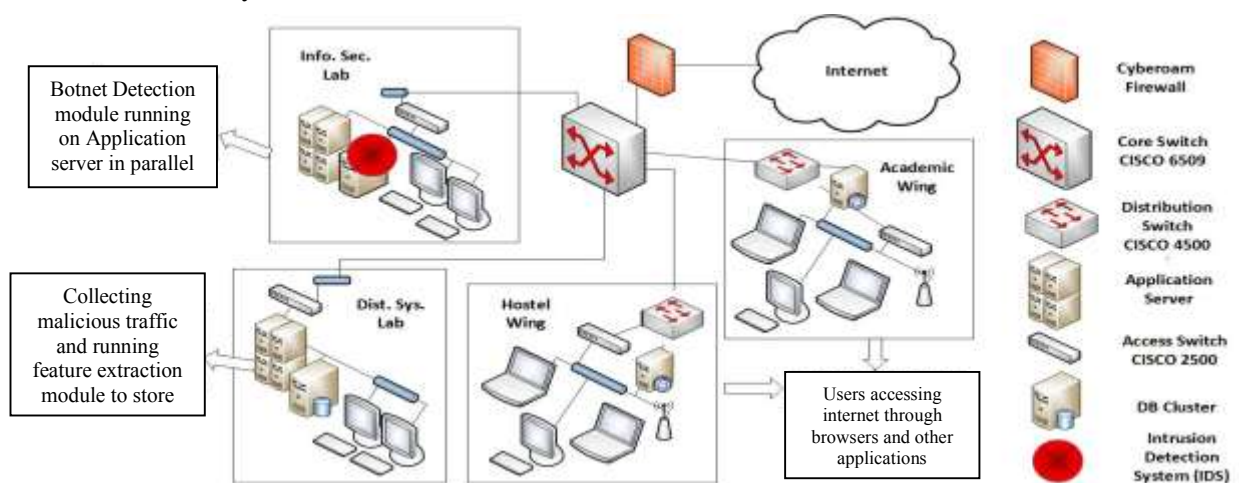 Info. Sec.
Lab
Botnet Detection
module running
on Application
server in parallel
Internet
Academic
Wing
Collecting
malicious traffic
and running
feature extraction
module to store
Dist. Sys.
Lab
Hostel
Wing
Users accessing
internet through
browsers and other
applications
Cyberoam
Firewall
Core Switch
CISCO 6509
Distribution
Switch
CISCO 4500
Application
Server
Access Switch
CISCO 2500
DB Cluster
Intrusion
Detection
System (IDS)